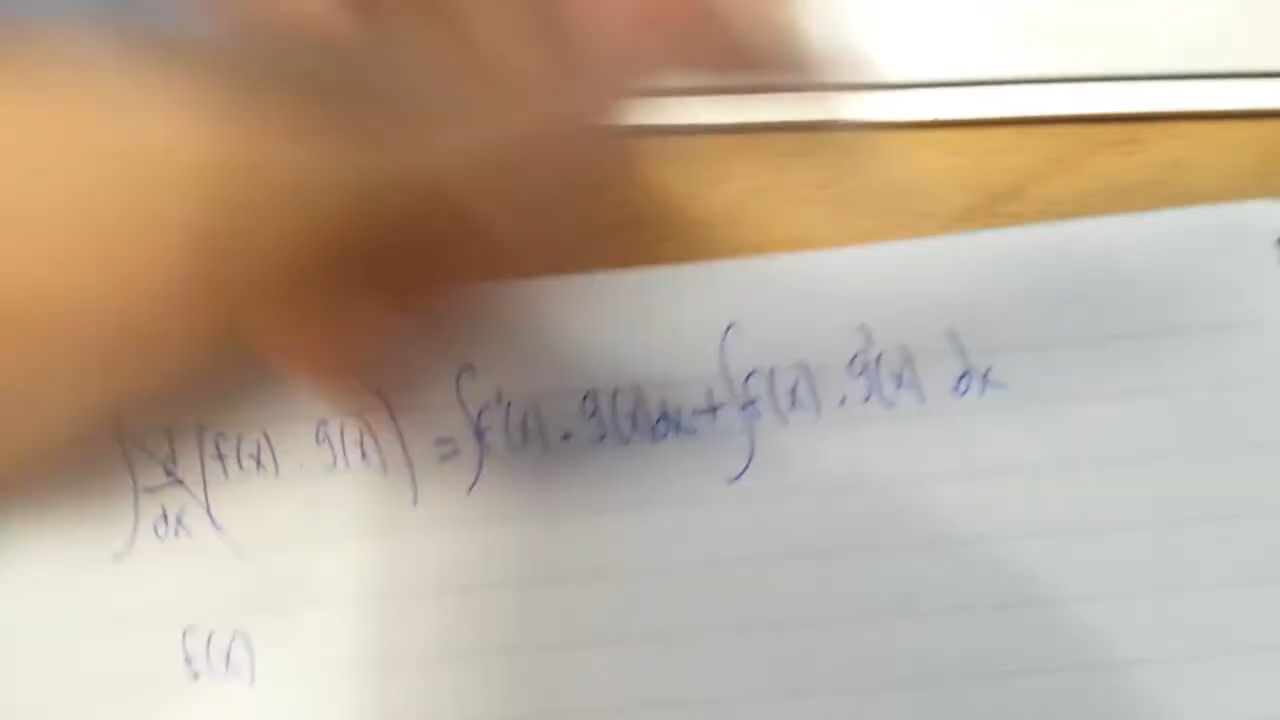 ∫ d/dx (f(x) . g(x)) = ∫f'(x) . g(x) dx + ∫f(x) . g'(x) dx
f(x)